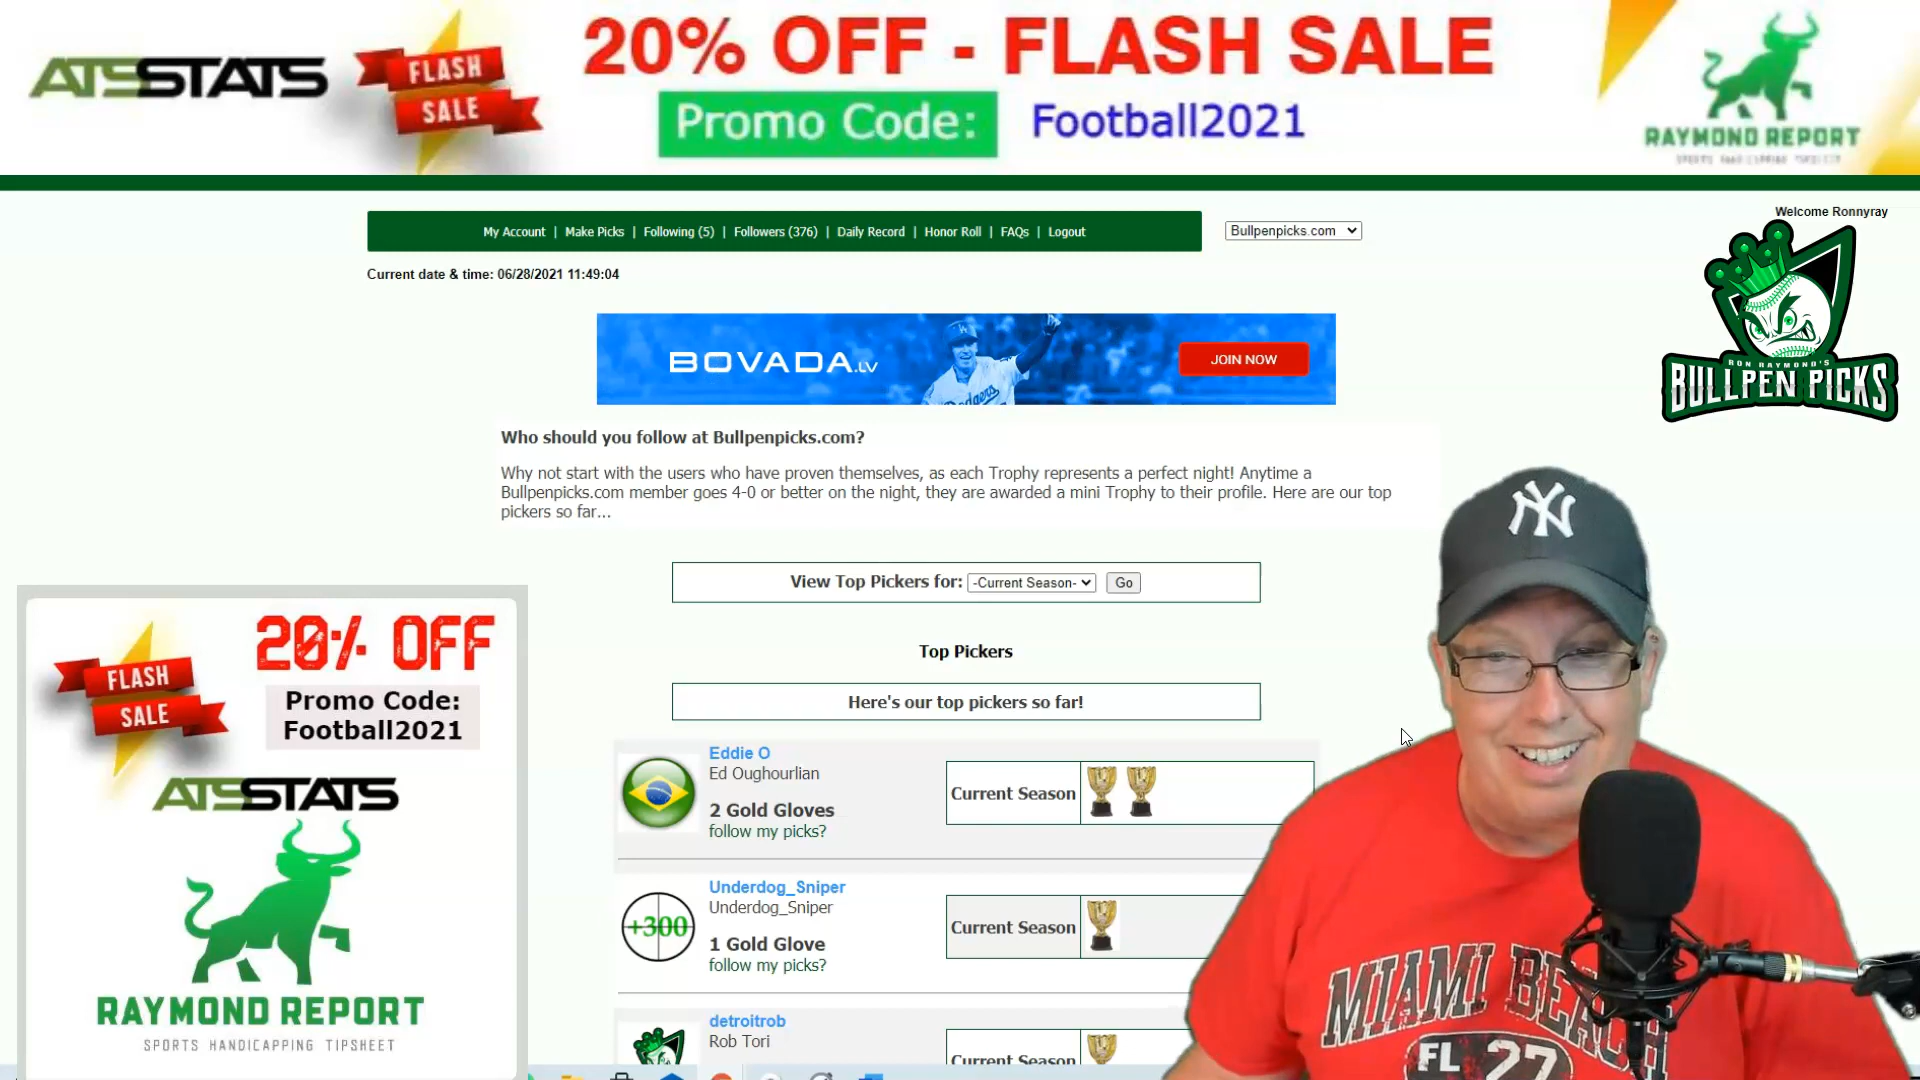 ATSSTATS
FLASH
SALE
20% OFF - FLASH SALE
Promo Code: Football2021
RAYMOND REPORT
SPORTS HANDICAPPING TIPSHEET
My Account | Make Picks | Following (5) | Followers (376) | Daily Record | Honor Roll | FAQs | Logout
Bullpenpicks.com
Welcome Ronnyray
Current date & time: 06/28/2021 11:49:04
RON RAYMOND'S
BULLPEN PICKS
BOVADA.LV
Dodgers
JOIN NOW
Who should you follow at Bullpenpicks.com?
Why not start with the users who have proven themselves, as each Trophy represents a perfect night! Anytime a
Bullpenpicks.com member goes 4-0 or better on the night, they are awarded a mini Trophy to their profile. Here are our top
pickers so far...
View Top Pickers for: -Current Season- Go
Top Pickers
Here's our top pickers so far!
Eddie O
Ed Oughourlian
2 Gold Gloves
follow my picks?
Current Season
Underdog_Sniper
Underdog_Sniper
1 Gold Glove
follow my picks?
+300
Current Season
detroitrob
Rob Tori
Current Season
FLASH
SALE
20% OFF
Promo Code:
Football2021
ATSSTATS
RAYMOND REPORT
SPORTS HANDICAPPING TIPSHEET
NY
MIAMI BEACH
FL 27